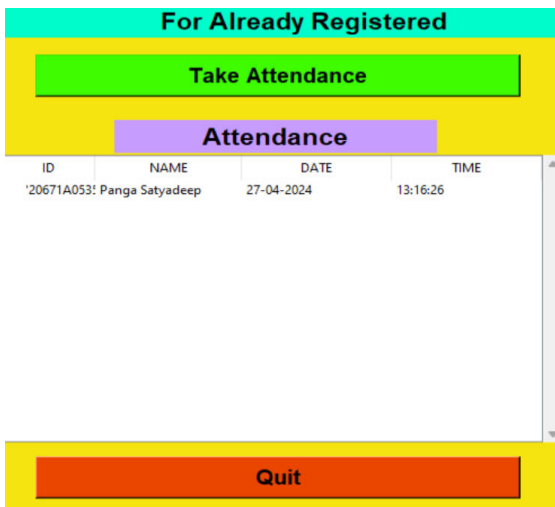 For Already Registered
Take Attendance
Attendance
ID NAME DATE TIME
Panga Satyadeep 27-04-2024 13:16:26
Quit